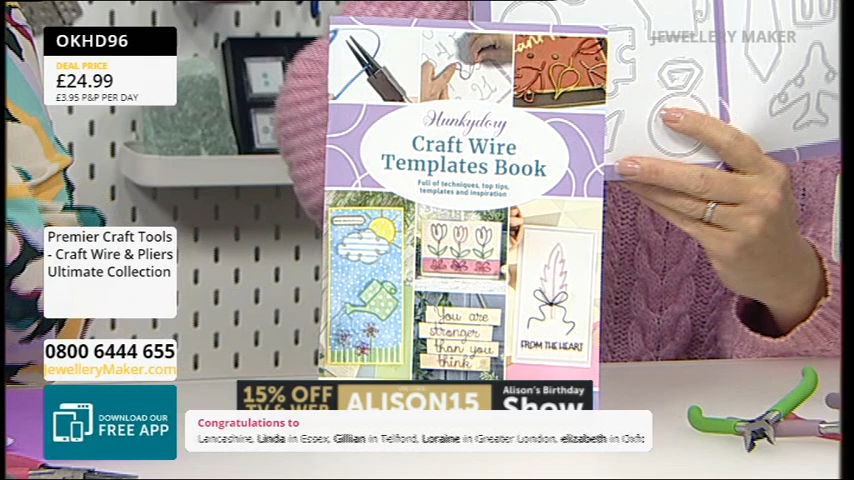 OKHD96
DEAL PRICE
£24.99
£3.95 P&P PER DAY
JEWELLERY MAKER
Hunkydory
Craft Wire
Templates Book
Full of techniques, top tips,
templates and inspiration
You are
stronger
than you
think
FROM THE HEART
Premier Craft Tools
- Craft Wire & Pliers
Ultimate Collection
0800 6444 655
JewelleryMaker.com
DOWNLOAD OUR
FREE APP
15% OFF
TV & WEB
ALISON15
Alison's Birthday
Show
Congratulations to
Lancashire, Linda in Essex, Gillian in Telford, Loraine in Greater London, elizabeth in Oxfo